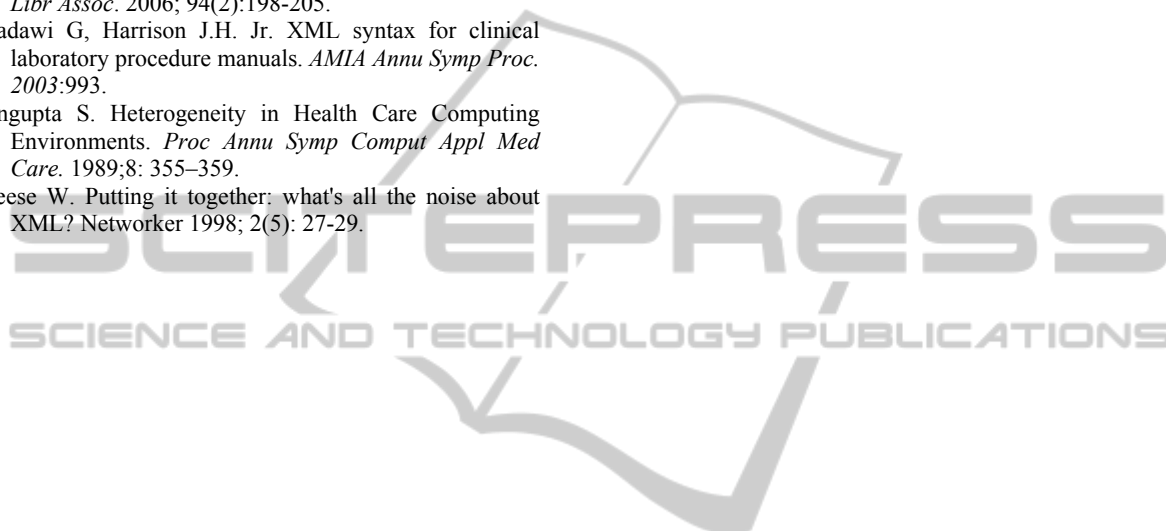 Libr Assoc. 2006; 94(2):198-205.
adawi G, Harrison J.H. Jr. XML syntax for clinical
laboratory procedure manuals. AMIA Annu Symp Proc.
2003:993.
ngupta S. Heterogeneity in Health Care Computing
Environments. Proc Annu Symp Comput Appl Med
Care. 1989;8: 355–359.
eese W. Putting it together: what's all the noise about
XML? Networker 1998; 2(5): 27-29.
SCITEPRESS
SCIENCE AND TECHNOLOGY PUBLICATIONS